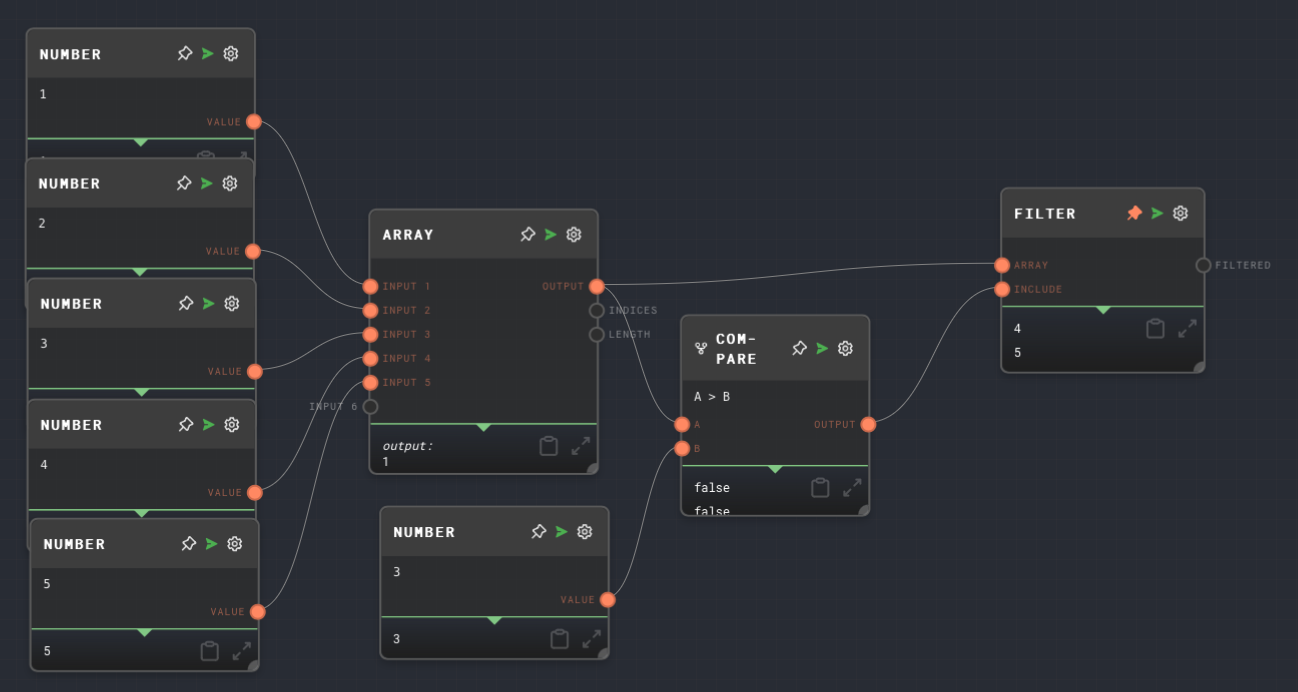 NUMBER
1
VALUE
NUMBER
2
VALUE
NUMBER
3
VALUE
NUMBER
4
VALUE
NUMBER
5
VALUE
5
ARRAY
INPUT 1
OUTPUT
INPUT 2
INDICES
INPUT 3
LENGTH
INPUT 4
INPUT 5
INPUT 6
output:
1
NUMBER
3
VALUE
3
COM-
PARE
A > B
A
OUTPUT
B
false
false
FILTER
ARRAY
FILTERED
INCLUDE
4
5